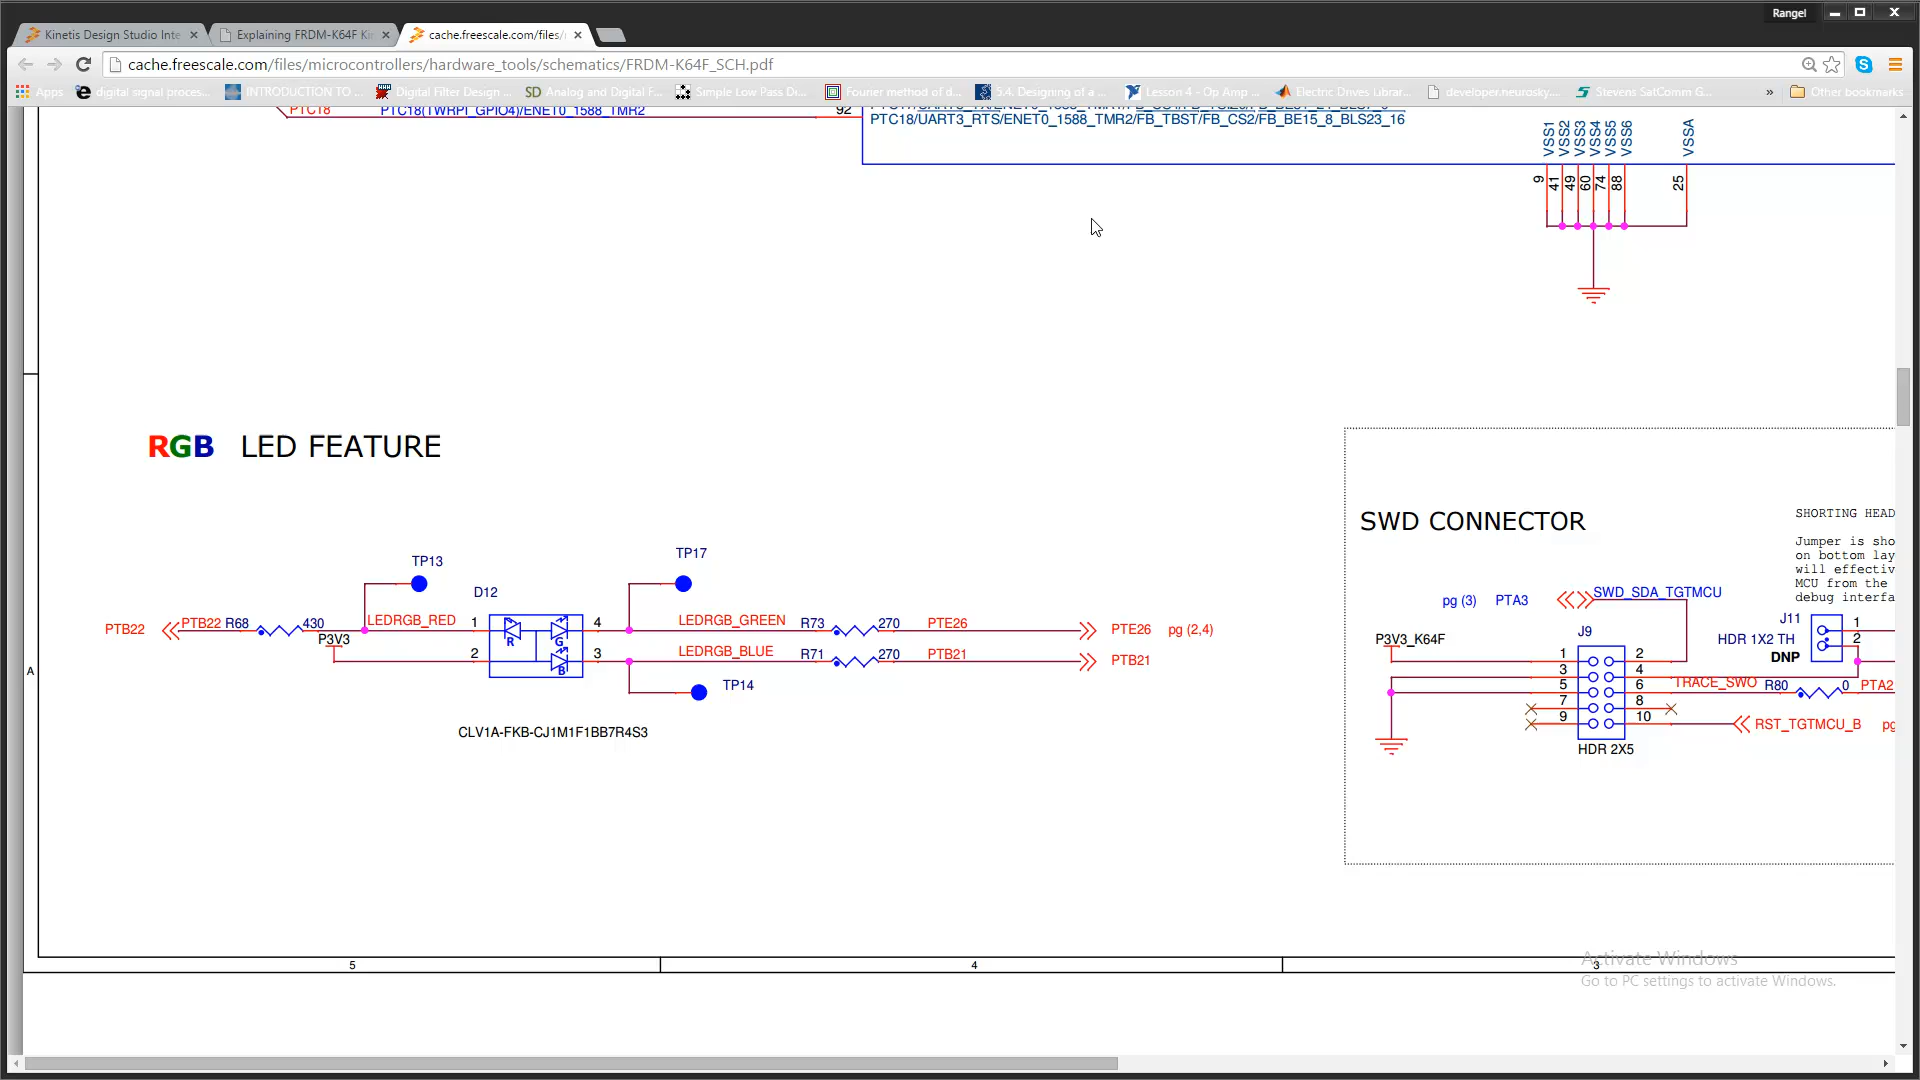 Rangel
Kinetis Design Studio Inte
Explaining FRDM-K64F Ki
cache.freescale.com/files/
cache.freescale.com/files/microcontrollers/hardware_tools/schematics/FRDM-K64F_SCH.pdf
Apps
digital signal proces...
INTRODUCTION TO ...
Digital Filter Design ...
SD Analog and Digital F...
Simple Low Pass Di...
Fourier method of d...
5.4. Designing of a ...
Lesson 4 - Op Amp ...
Electric Drives Librar...
developer.neurosky....
Stevens SatComm G...
»
Other bookmarks
PTC18
PTC18(TWRPI_GPIO4)/ENET0_1588_TMR2
92
PTC18/UART3_RTS/ENET0_1588_TMR2/FB_TBST/FB_CS2/FB_BE15_8_BLS23_16
VSS1
VSS2
VSS3
VSS4
VSS5
VSS6
VSSA
9
41
49
60
74
88
25
RGB LED FEATURE
TP13
TP17
D12
PTB22
PTB22
R68
430
LEDRGB_RED
1
4
LEDRGB_GREEN
R73
270
PTE26
PTE26 pg (2,4)
P3V3
2
3
R
G
B
LEDRGB_BLUE
R71
270
PTB21
PTB21
TP14
CLV1A-FKB-CJ1M1F1BB7R4S3
SWD CONNECTOR
SHORTING HEAD
Jumper is sho
on bottom lay
will effectiv
MCU from the
debug interfa
pg (3) PTA3
SWD_SDA_TGTMCU
J11
1
2
HDR 1X2 TH
DNP
P3V3_K64F
J9
1
2
3
4
5
6
7
8
9
10
TRACE_SWO
R80
0
PTA2
RST_TGTMCU_B
pg
HDR 2X5
A
5
4
3
Activate Windows
Go to PC settings to activate Windows.